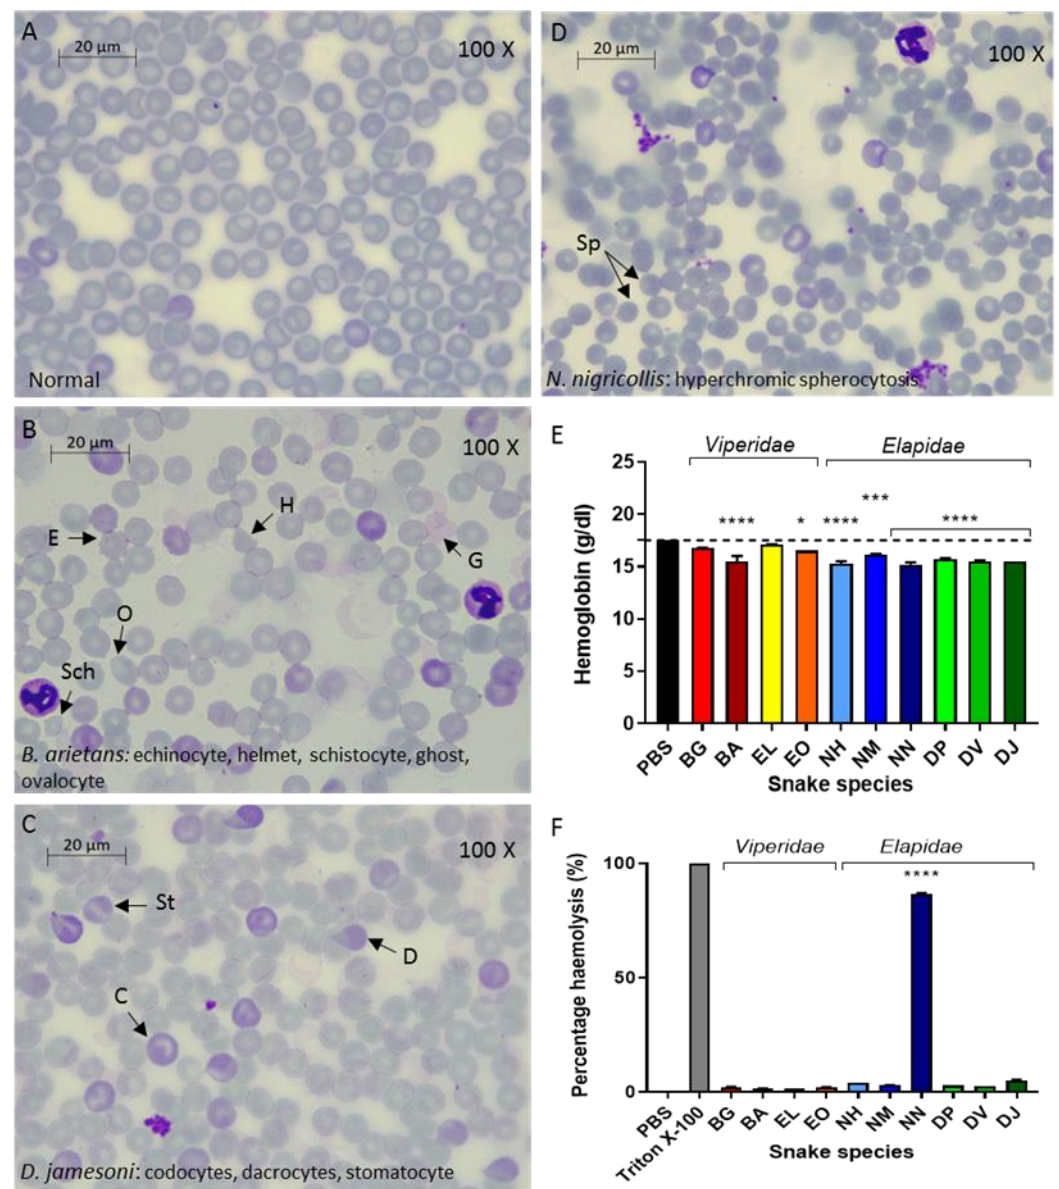 A
20 µm
100 X
Normal
B
20 µm
100 X
E
H
G
O
Sch
B. arietans: echinocyte, helmet, schistocyte, ghost,
ovalocyte
C
20 µm
100 X
St
D
C
D. jamesoni: codocytes, dacrocytes, stomatocyte
D
20 µm
100 X
Sp
N. nigricollis: hyperchromic spherocytosis
E
Viperidae
Elapidae
Hemoglobin (g/dl)
25
20
15
10
5
0
****
*
****
***
****
PBS
BG
BA
EL
EO
NH
NM
NN
DP
DV
DJ
Snake species
F
Viperidae
Elapidae
Percentage haemolysis (%)
100
50
0
****
PBS
Triton X-100
BG
BA
EL
EO
NH
NM
NN
DP
DV
DJ
Snake species